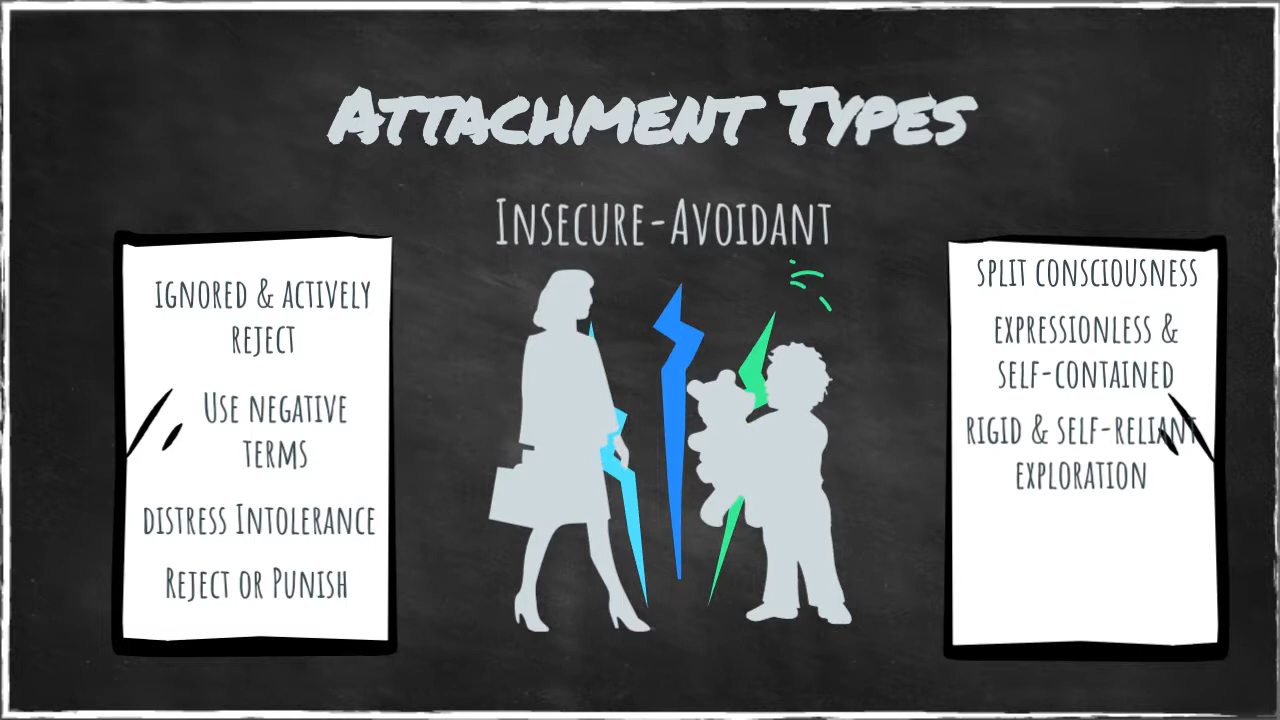 Attachment Types
Insecure-Avoidant
ignored & actively
reject
Use negative
terms
distress Intolerance
Reject or Punish
split consciousness
expressionless &
self-contained
rigid & self-reliant
exploration